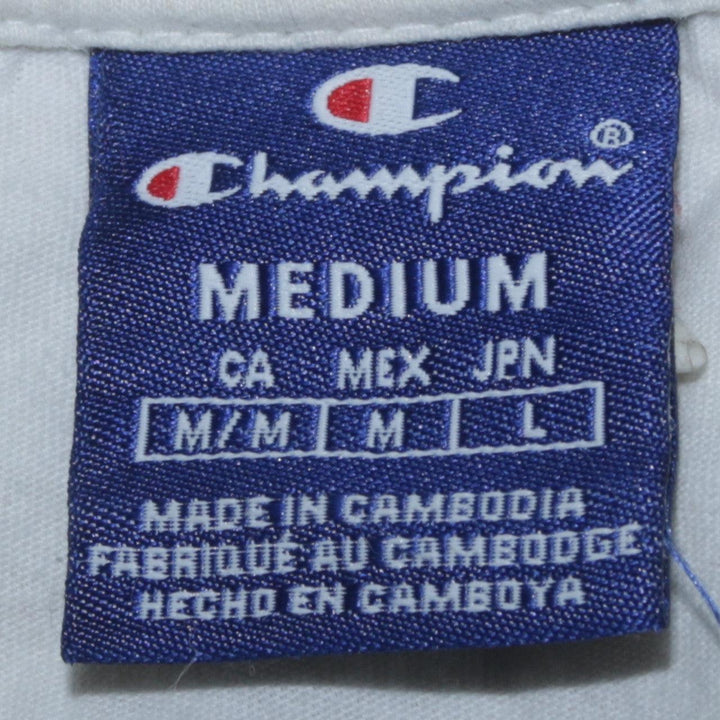 Champion®
MEDIUM
CA MEX JPN
M/M M L
MADE IN CAMBODIA
FABRIQUÉ AU CAMBODGE
HECHO EN CAMBOYA